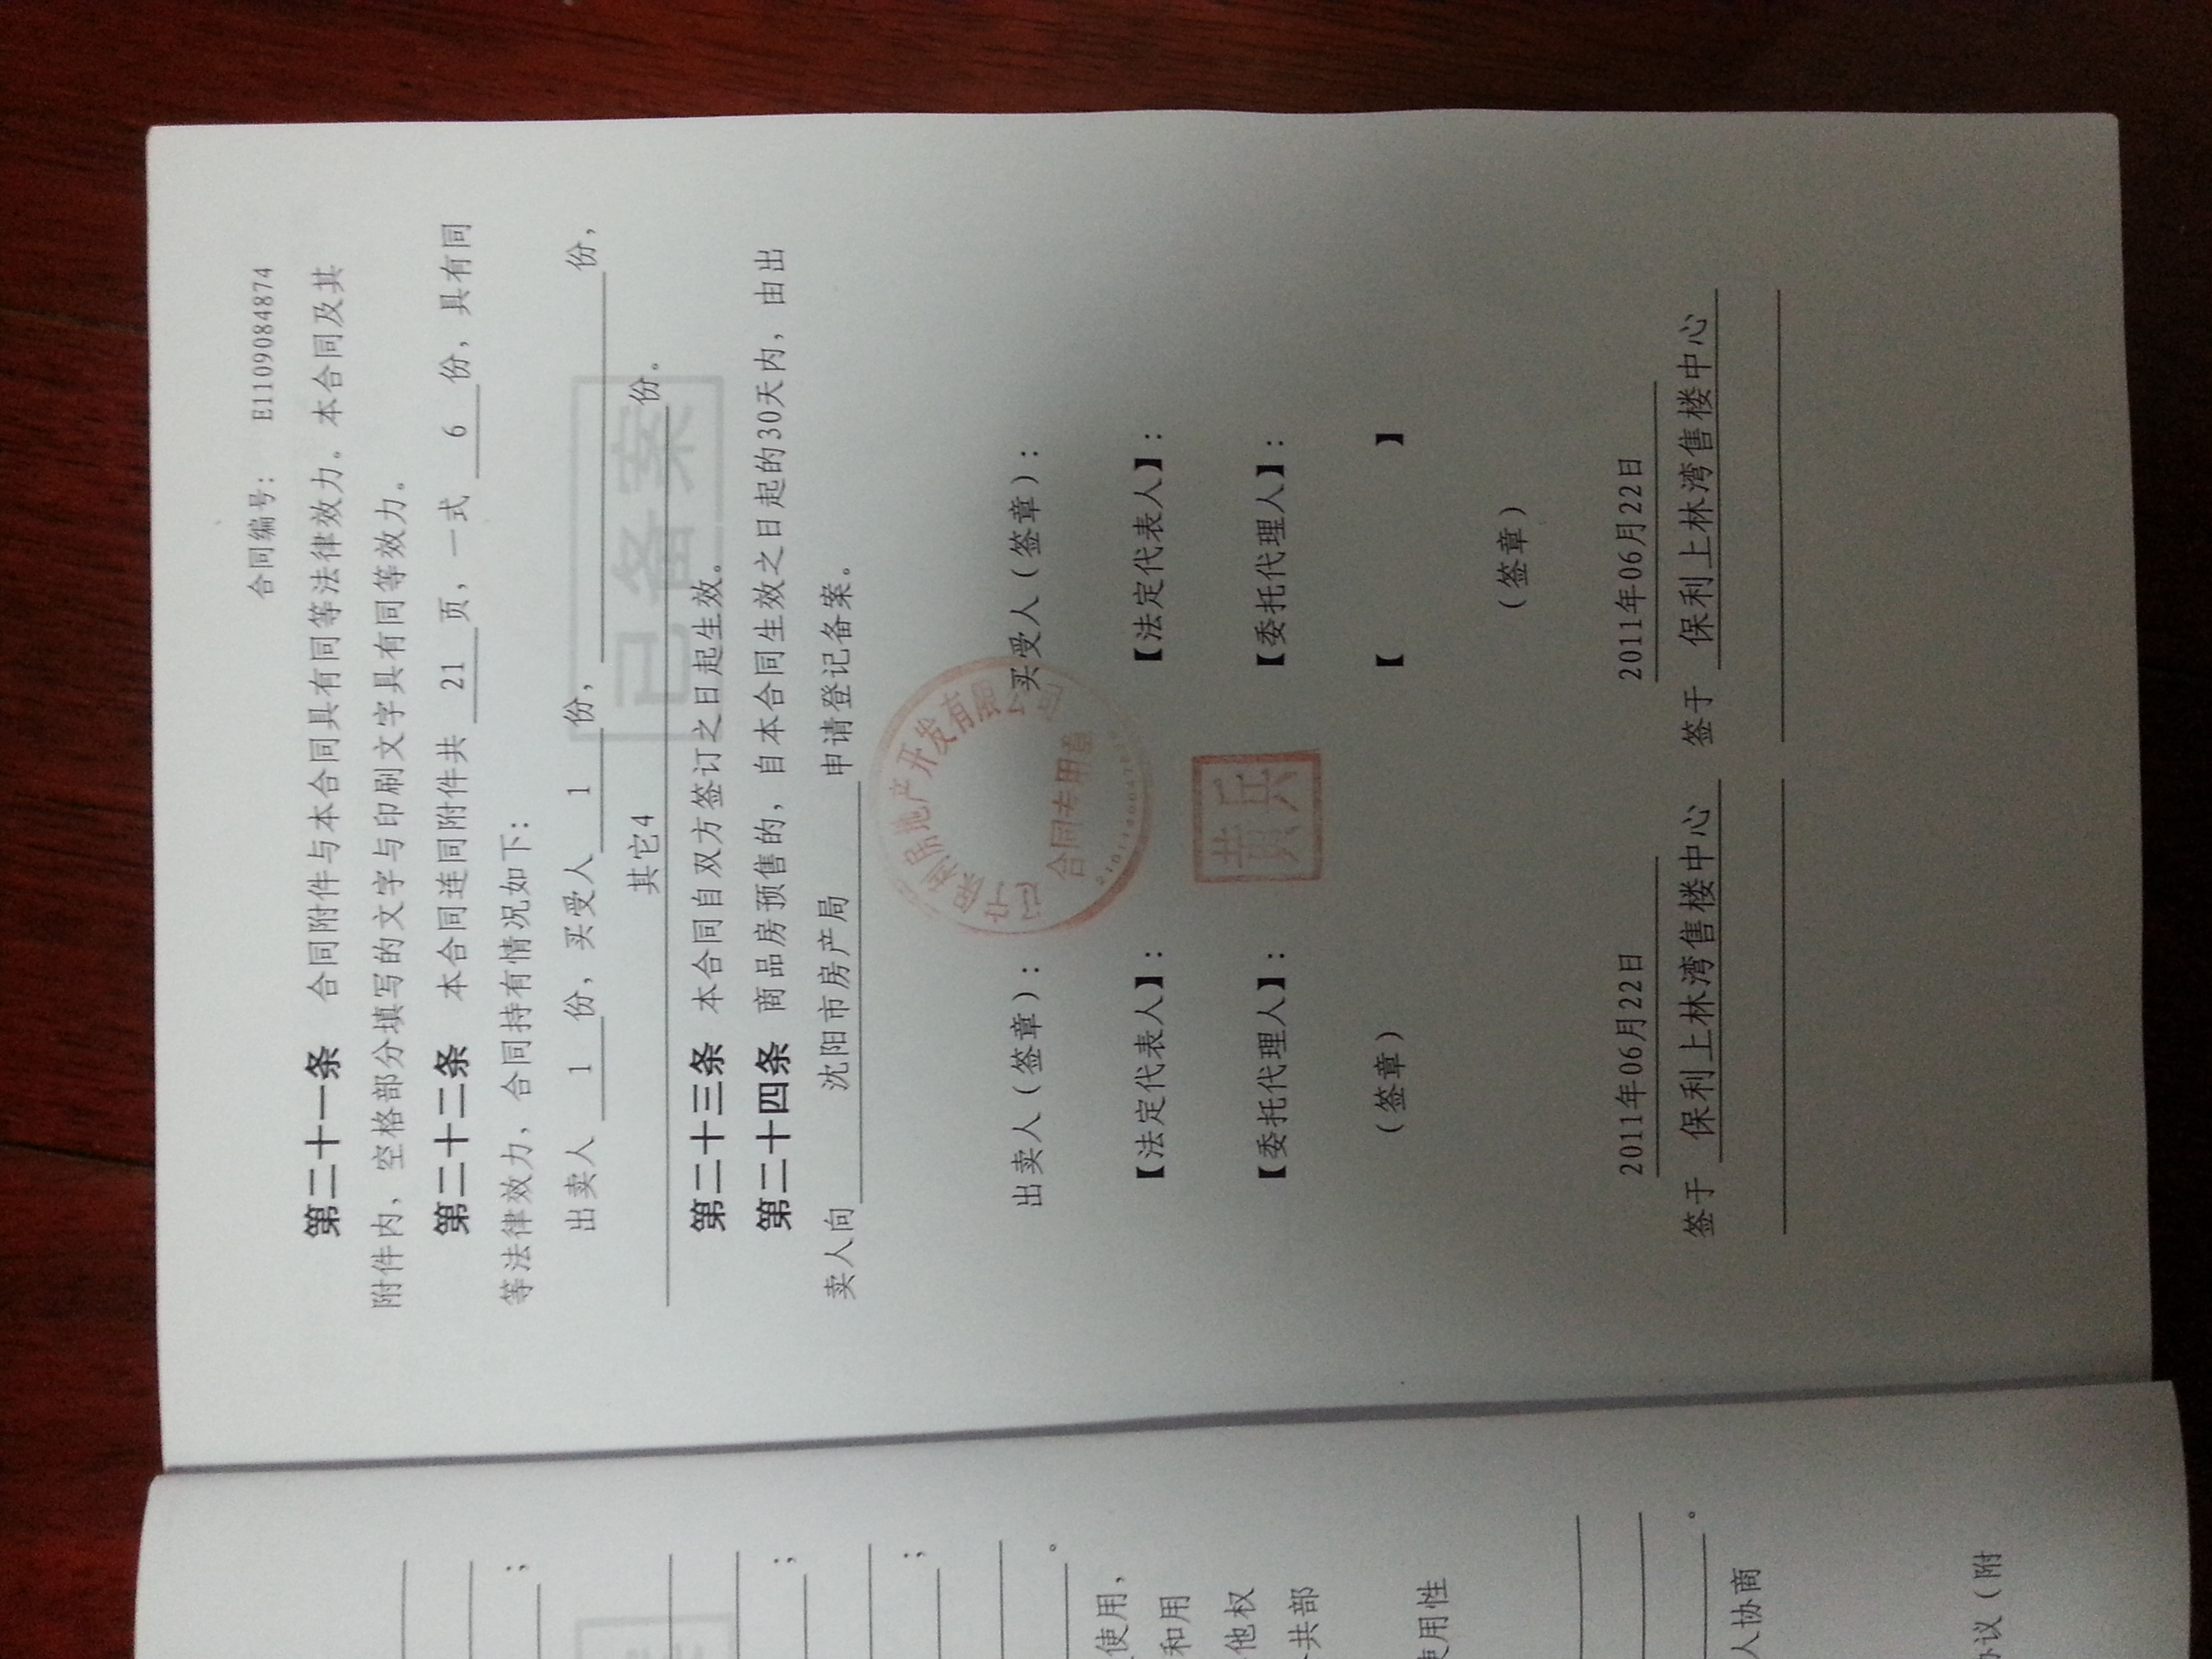 议（附
人协商
。
使用性
共部
他权
和用
使用，
。
；
；
；
合同编号： E1109084874
第二十一条 合同附件与本合同具有同等法律效力。本合同及其
附件内，空格部分填写的文字与印刷文字具有同等效力。
第二十二条 本合同连同附件共 21 页，一式 6 份，具有同
等法律效力，合同持有情况如下：
出卖人 1 份，买受人 1 份， 份，
其它4 份。
已备案
第二十三条 本合同自双方签订之日起生效。
第二十四条 商品房预售的，自本合同生效之日起的30天内，由出
卖人向 沈阳市房产局 申请登记备案。
辽宁保利房地产开发有限公司
合同专用章
出卖人（签章）： 买受人（签章）：
【法定代表人】： 【法定代表人】：
【委托代理人】： 【委托代理人】：
（签章） 【 】
（签章）
2011年06月22日 2011年06月22日
签于 保利上林湾售楼中心 签于 保利上林湾售楼中心